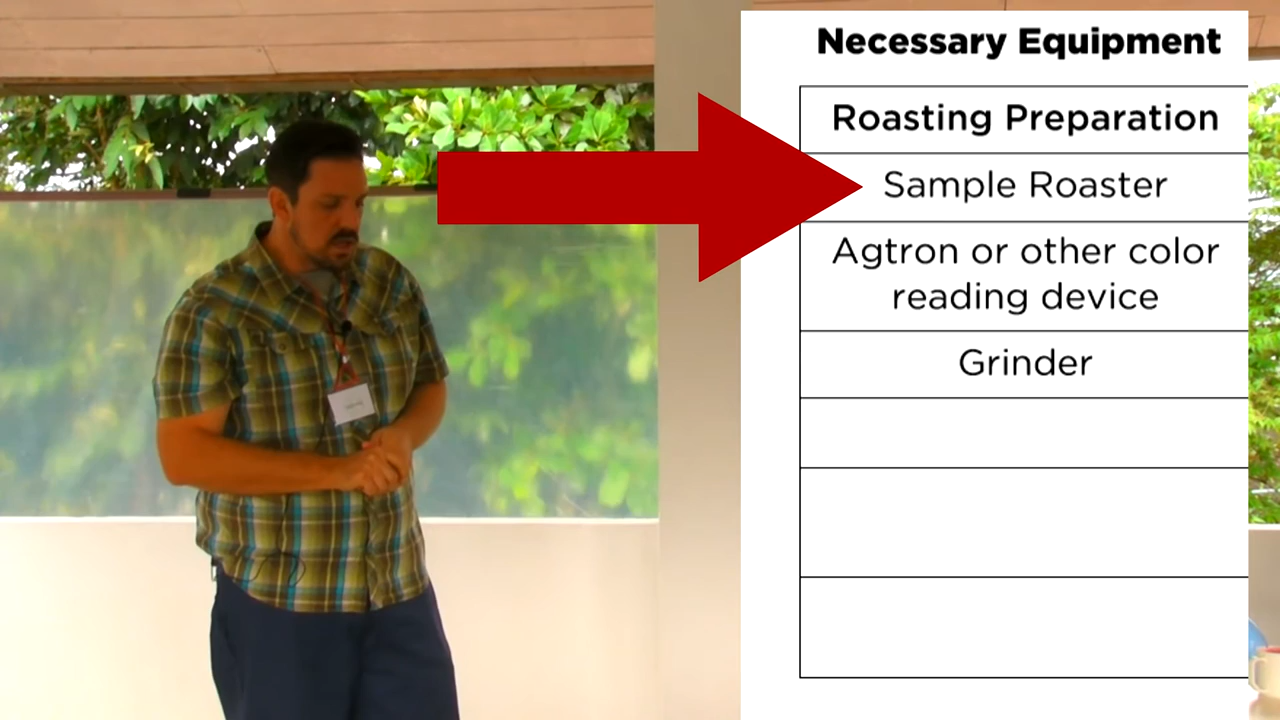 Necessary Equipment
Roasting Preparation
Sample Roaster
Agtron or other color
reading device
Grinder